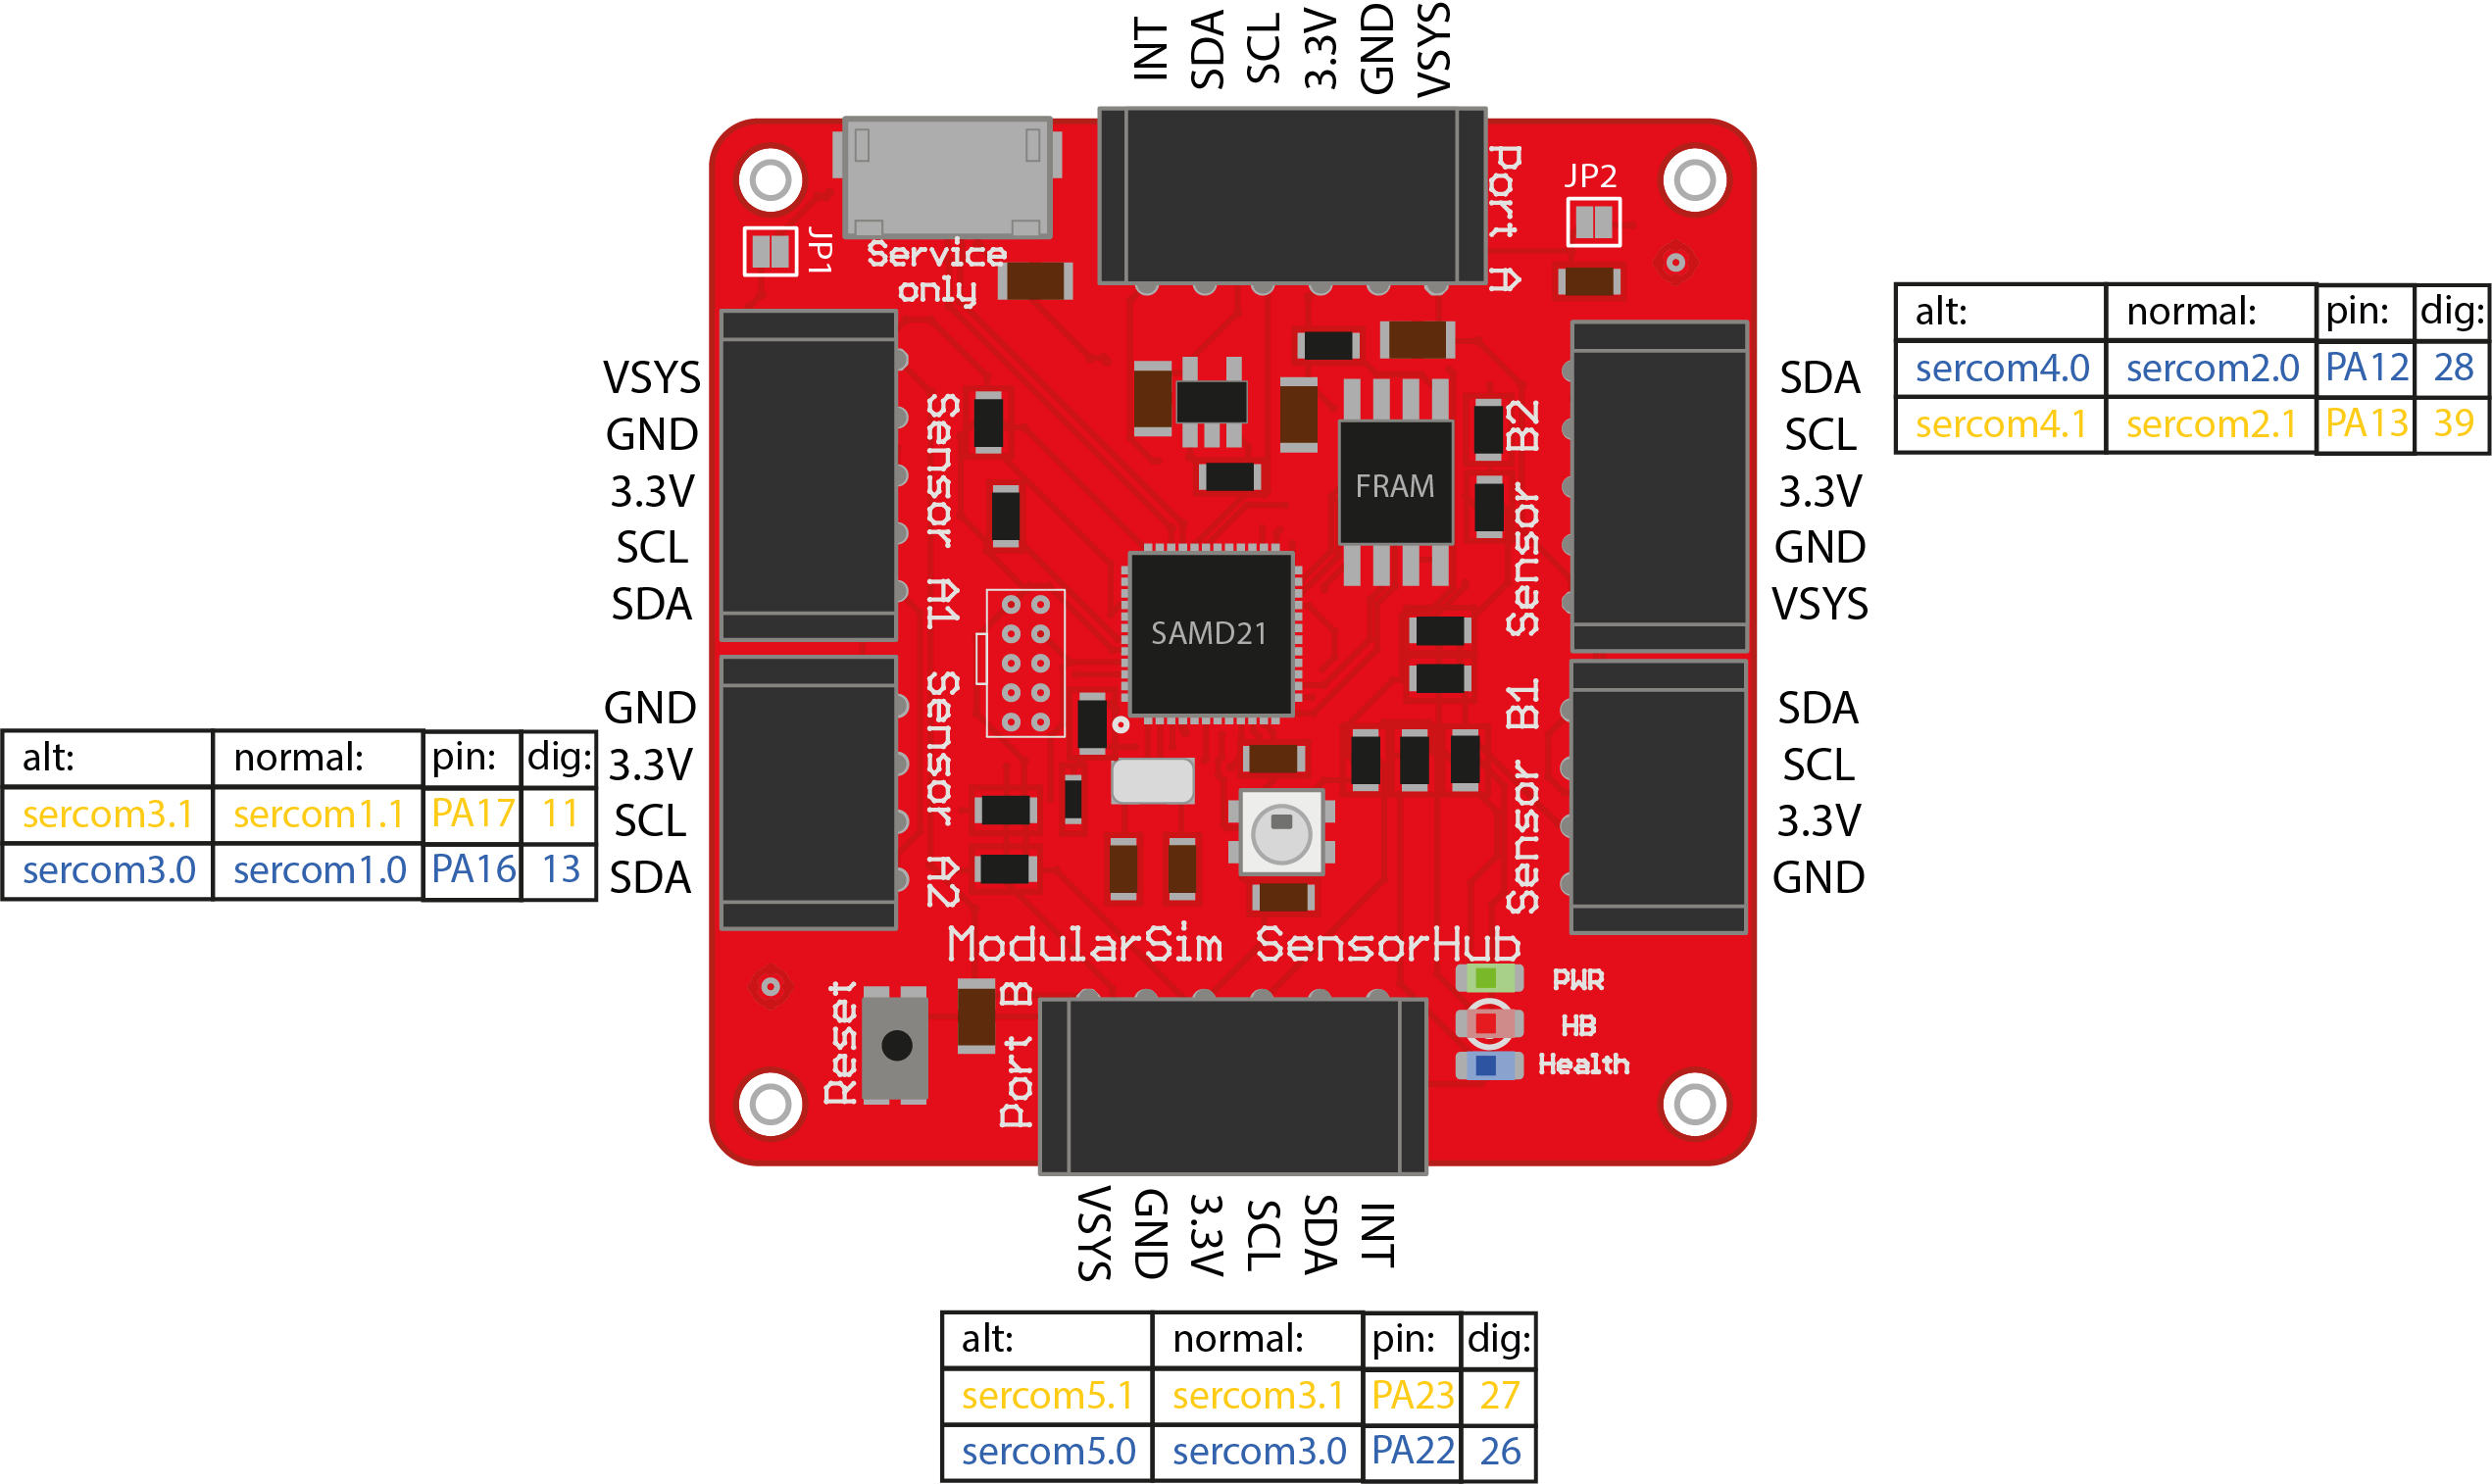 INT
SDA
SCL
3.3V
GND
VSYS
Port A
JP2
JP1
Service
only
VSYS
GND
3.3V
SCL
SDA
Sensor A1
FRAM
SAMD21
Sensor B2
SDA
SCL
3.3V
GND
VSYS
alt: normal: pin: dig:
sercom4.0 sercom2.0 PA12 28
sercom4.1 sercom2.1 PA13 39
GND
3.3V
SCL
SDA
alt: normal: pin: dig:
sercom3.1 sercom1.1 PA17 11
sercom3.0 sercom1.0 PA16 13
Sensor A2
Sensor B1
SDA
SCL
3.3V
GND
ModularSim SensorHub
Reset
Port B
PWR
HB
Health
VSYS
GND
3.3V
SCL
SDA
INT
alt: normal: pin: dig:
sercom5.1 sercom3.1 PA23 27
sercom5.0 sercom3.0 PA22 26